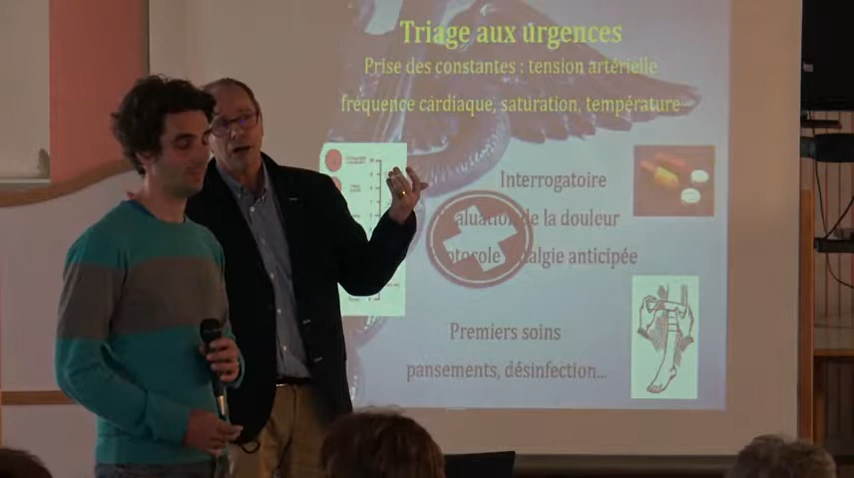 Triage aux urgences
Prise des constantes : tension artérielle
fréquence cardiaque, saturation, température
Interrogatoire
de la douleur
algie anticipée
Premiers soins
pansements, désinfection...